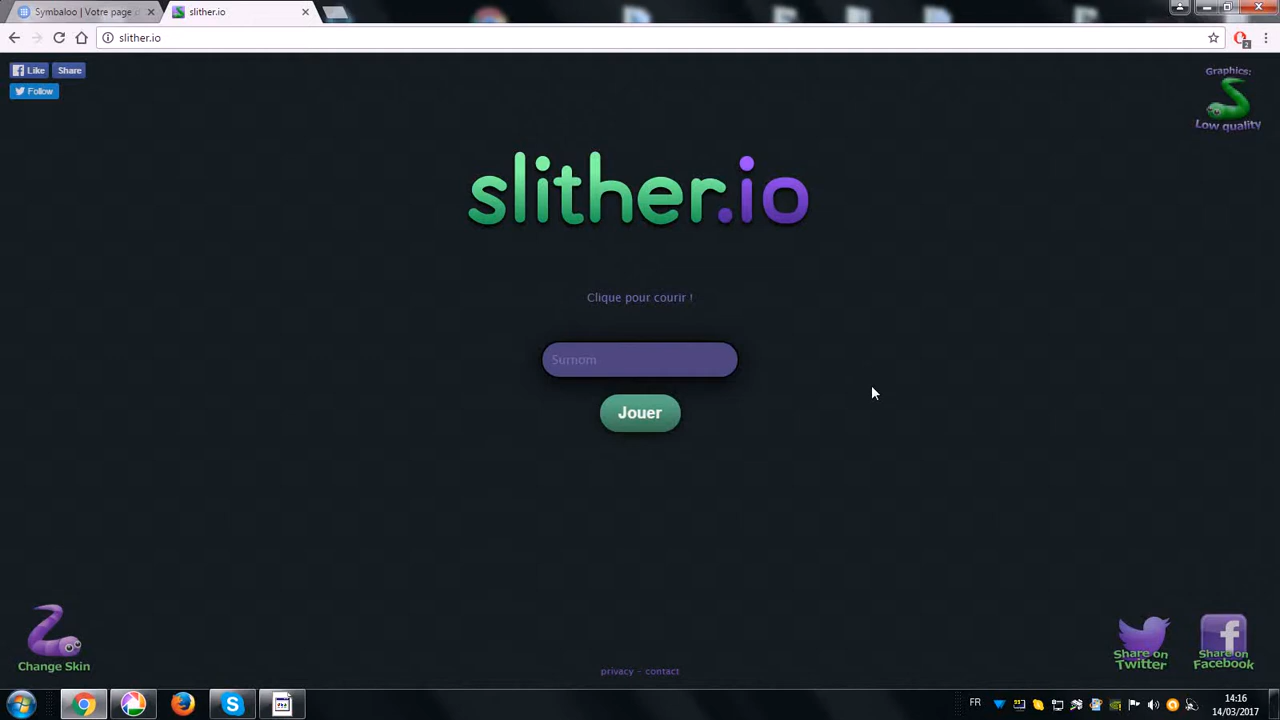 Symbaloo | Votre page d
slither.io
slither.io
Like Share
Follow
2
Graphics:
Low quality
slither.io
Clique pour courir !
Surnom
Jouer
Change Skin
privacy - contact
Share on
Twitter
Share on
Facebook
FR
14:16
14/03/2017